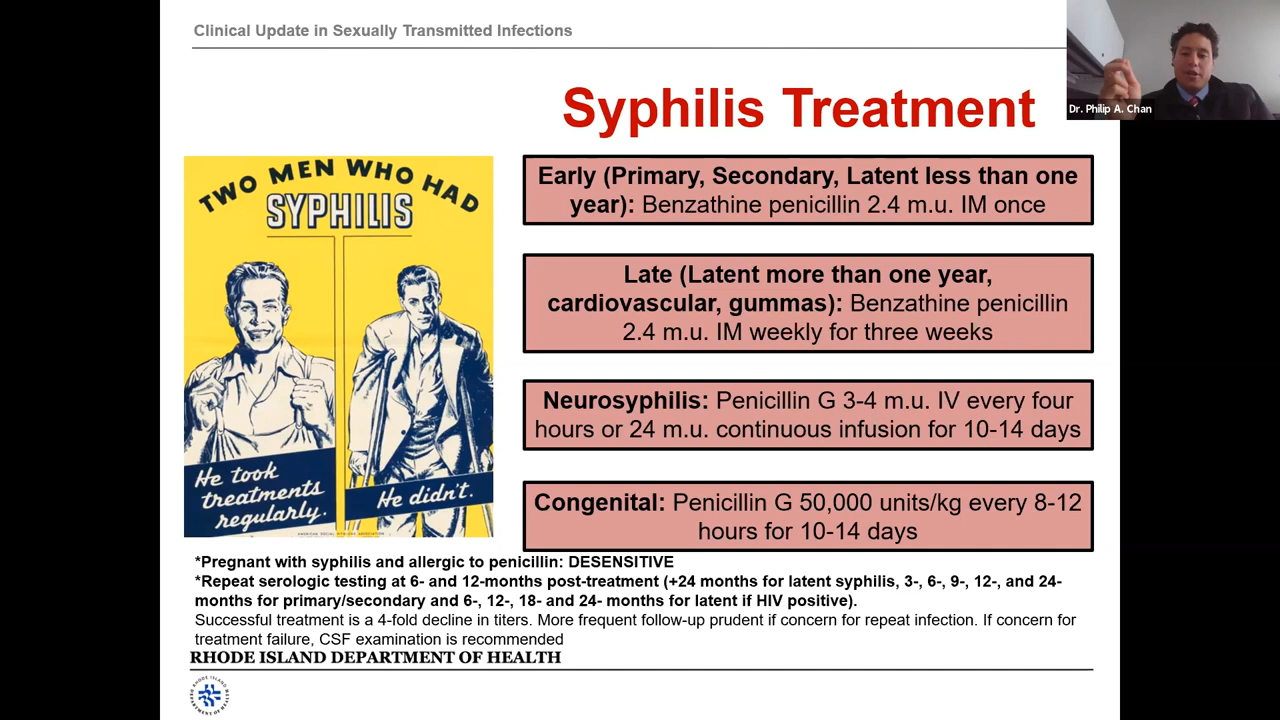 Clinical Update in Sexually Transmitted Infections
Dr. Philip A. Chan
Syphilis Treatment
TWO MEN WHO HAD
SYPHILIS
He took
treatments
regularly.
He didn't.
Early (Primary, Secondary, Latent less than one
year): Benzathine penicillin 2.4 m.u. IM once
Late (Latent more than one year,
cardiovascular, gummas): Benzathine penicillin
2.4 m.u. IM weekly for three weeks
Neurosyphilis: Penicillin G 3-4 m.u. IV every four
hours or 24 m.u. continuous infusion for 10-14 days
Congenital: Penicillin G 50,000 units/kg every 8-12
hours for 10-14 days
*Pregnant with syphilis and allergic to penicillin: DESENSITIVE
*Repeat serologic testing at 6- and 12-months post-treatment (+24 months for latent syphilis, 3-, 6-, 9-, 12-, and 24-
months for primary/secondary and 6-, 12-, 18- and 24- months for latent if HIV positive).
Successful treatment is a 4-fold decline in titers. More frequent follow-up prudent if concern for repeat infection. If concern for
treatment failure, CSF examination is recommended
RHODE ISLAND DEPARTMENT OF HEALTH